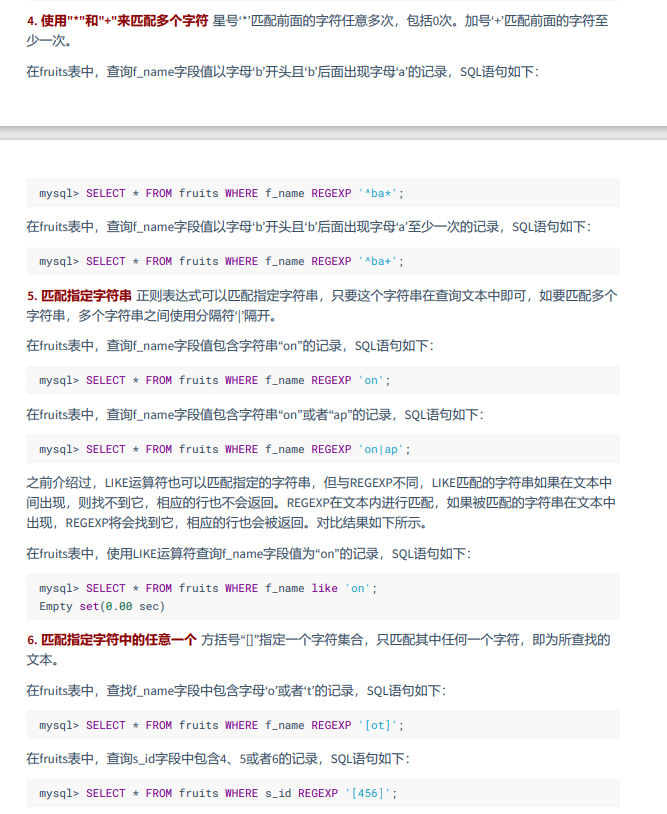 4. 使用"*"和"+"来匹配多个字符 星号‘*’匹配前面的字符任意多次，包括0次。加号‘+’匹配前面的字符至
少一次。
在fruits表中，查询f_name字段值以字母‘b’开头且‘b’后面出现字母‘a’的记录，SQL语句如下：
mysql> SELECT * FROM fruits WHERE f_name REGEXP '^ba*';
在fruits表中，查询f_name字段值以字母‘b’开头且‘b’后面出现字母‘a’至少一次的记录，SQL语句如下：
mysql> SELECT * FROM fruits WHERE f_name REGEXP '^ba+';
5. 匹配指定字符串 正则表达式可以匹配指定字符串，只要这个字符串在查询文本中即可，如要匹配多个
字符串，多个字符串之间使用分隔符‘|’隔开。
在fruits表中，查询f_name字段值包含字符串“on”的记录，SQL语句如下：
mysql> SELECT * FROM fruits WHERE f_name REGEXP 'on';
在fruits表中，查询f_name字段值包含字符串“on”或者“ap”的记录，SQL语句如下：
mysql> SELECT * FROM fruits WHERE f_name REGEXP 'on|ap';
之前介绍过，LIKE运算符也可以匹配指定的字符串，但与REGEXP不同，LIKE匹配的字符串如果在文本中
间出现，则找不到它，相应的行也不会返回。REGEXP在文本内进行匹配，如果被匹配的字符串在文本中
出现，REGEXP将会找到它，相应的行也会被返回。对比结果如下所示。
在fruits表中，使用LIKE运算符查询f_name字段值为“on”的记录，SQL语句如下：
mysql> SELECT * FROM fruits WHERE f_name like 'on';
Empty set(0.00 sec)
6. 匹配指定字符中的任意一个 方括号“[]”指定一个字符集合，只匹配其中任何一个字符，即为所查找的
文本。
在fruits表中，查找f_name字段中包含字母‘o’或者‘t’的记录，SQL语句如下：
mysql> SELECT * FROM fruits WHERE f_name REGEXP '[ot]';
在fruits表中，查询s_id字段中包含4、5或者6的记录，SQL语句如下：
mysql> SELECT * FROM fruits WHERE s_id REGEXP '[456]';